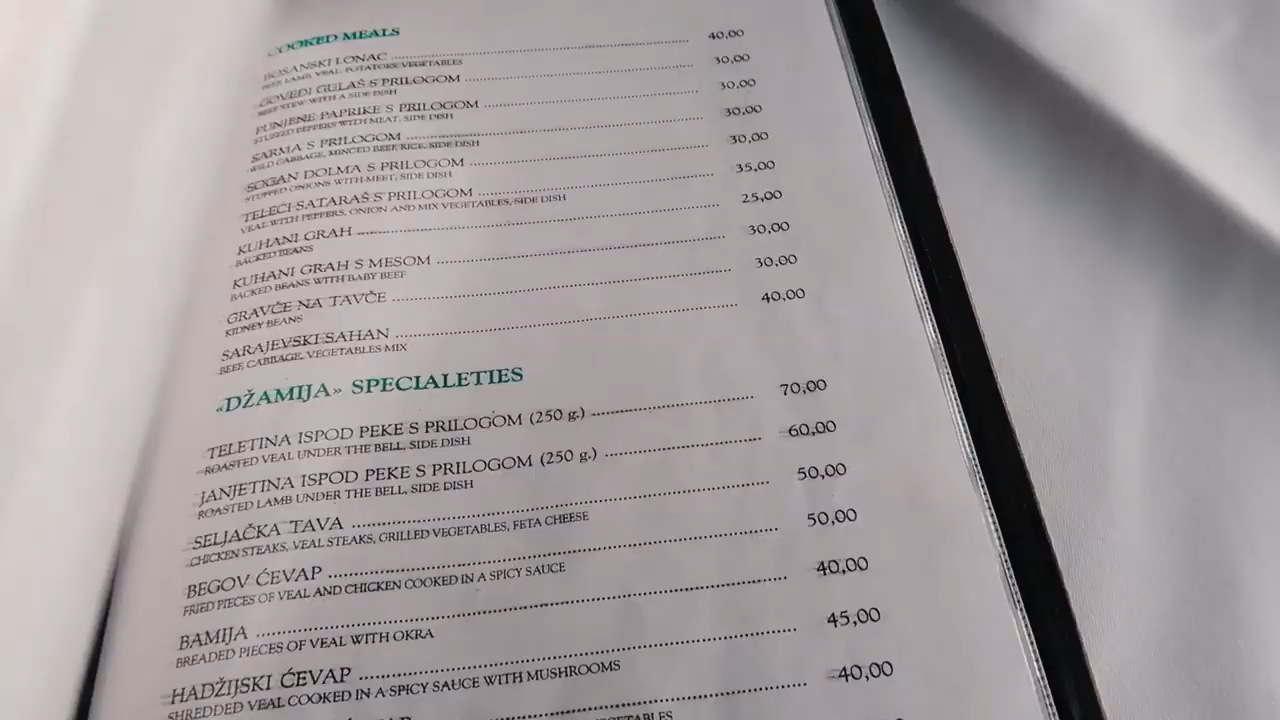 COOKED MEALS
BOSANSKI LONAC 40,00
BEEF, LAMB, VEAL, POTATOES, VEGETABLES
GOVEĐI GULAŠ S PRILOGOM 30,00
BEEF STEW WITH A SIDE DISH
PUNJENE PAPRIKE S PRILOGOM 30,00
STUFFED PEPPERS WITH MEAT, SIDE DISH
SARMA S PRILOGOM 30,00
WILD CABBAGE, MINCED BEEF, RICE, SIDE DISH
SOGAN DOLMA S PRILOGOM 30,00
STUFFED ONIONS WITH MEET, SIDE DISH
TELEĆI SATARAŠ S PRILOGOM 35,00
VEAL WITH PEPPERS, ONION AND MIX VEGETABLES, SIDE DISH
KUHANI GRAH 25,00
BACKED BEANS
KUHANI GRAH S MESOM 30,00
BACKED BEANS WITH BABY BEEF
GRAVČE NA TAVČE 30,00
KIDNEY BEANS
SARAJEVSKI SAHAN 40,00
BEEF, CABBAGE, VEGETABLES MIX
«DŽAMIJA» SPECIALETIES
TELETINA ISPOD PEKE S PRILOGOM (250 g.) 70,00
ROASTED VEAL UNDER THE BELL, SIDE DISH
JANJETINA ISPOD PEKE S PRILOGOM (250 g.) 60,00
ROASTED LAMB UNDER THE BELL, SIDE DISH
SELJAČKA TAVA 50,00
CHICKEN STEAKS, VEAL STEAKS, GRILLED VEGETABLES, FETA CHEESE
BEGOV ĆEVAP 50,00
FRIED PIECES OF VEAL AND CHICKEN COOKED IN A SPICY SAUCE
BAMIJA 40,00
BREADED PIECES OF VEAL WITH OKRA
HADŽIJSKI ĆEVAP 45,00
SHREDDED VEAL COOKED IN A SPICY SAUCE WITH MUSHROOMS
40,00
VEGETABLES